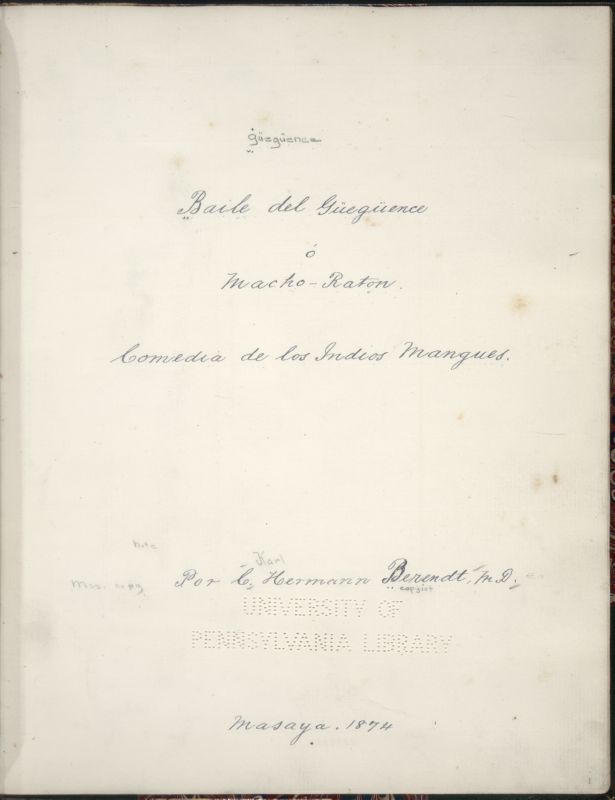 güegüence
Baile del Güegüence
ó
Macho-Raton.
Comedia de los Indios Mangues.
note
Karl
Mss. copy
Por C. Hermann Berendt, M.D.
copyist
UNIVERSITY OF
PENNSYLVANIA LIBRARY
Masaya. 1874